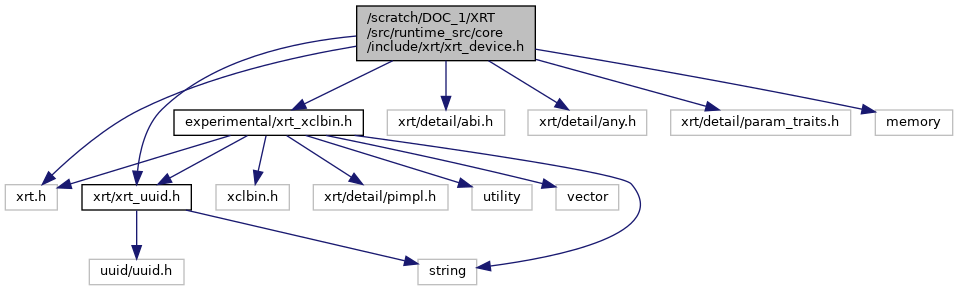 /scratch/DOC_1/XRT
/src/runtime_src/core
/include/xrt/xrt_device.h
experimental/xrt_xclbin.h
xrt/detail/abi.h
xrt/detail/any.h
xrt/detail/param_traits.h
memory
xrt.h
xrt/xrt_uuid.h
xclbin.h
xrt/detail/pimpl.h
utility
vector
uuid/uuid.h
string